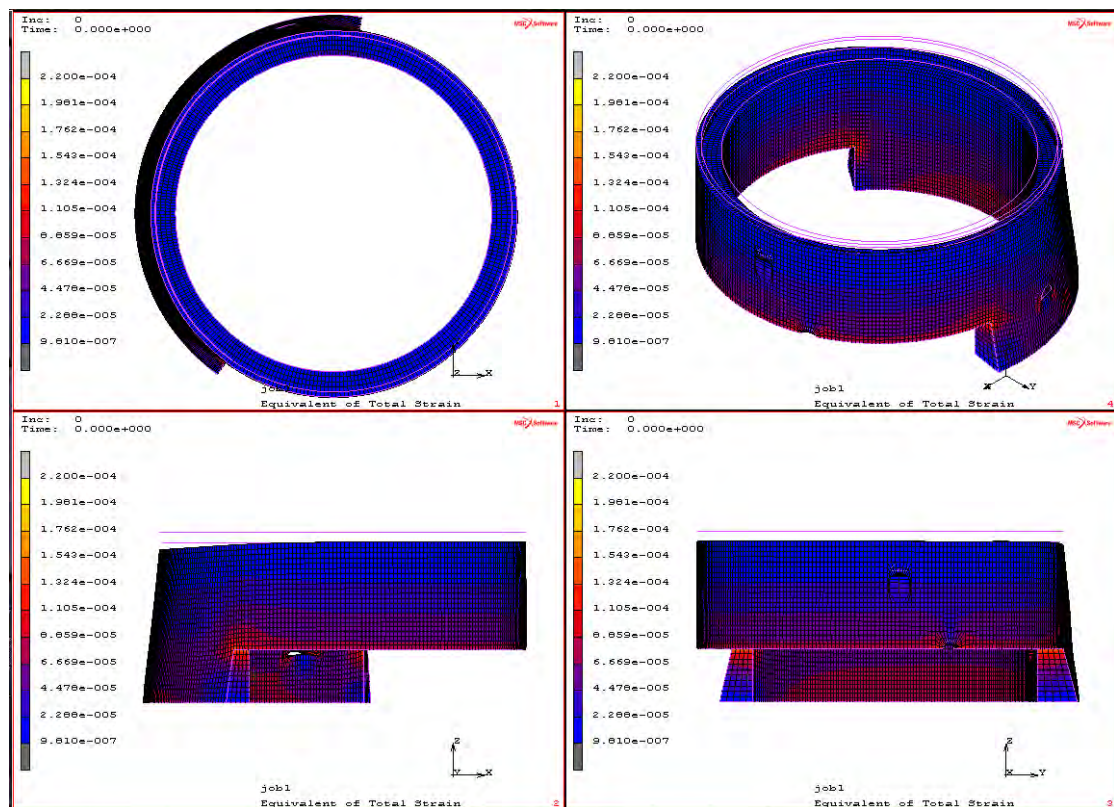 Inc: 0
Time: 0.000e+000
MSC Software
2.200e-004
1.981e-004
1.762e-004
1.543e-004
1.324e-004
1.105e-004
8.859e-005
6.669e-005
4.478e-005
2.288e-005
9.810e-007
Z X
job1
Equivalent of Total Strain
1
Inc: 0
Time: 0.000e+000
MSC Software
2.200e-004
1.981e-004
1.762e-004
1.543e-004
1.324e-004
1.105e-004
8.859e-005
6.669e-005
4.478e-005
2.288e-005
9.810e-007
X Y
job1
Equivalent of Total Strain
4
Inc: 0
Time: 0.000e+000
MSC Software
2.200e-004
1.981e-004
1.762e-004
1.543e-004
1.324e-004
1.105e-004
8.859e-005
6.669e-005
4.478e-005
2.288e-005
9.810e-007
Z
Y X
job1
Equivalent of Total Strain
2
Inc: 0
Time: 0.000e+000
MSC Software
2.200e-004
1.981e-004
1.762e-004
1.543e-004
1.324e-004
1.105e-004
8.859e-005
6.669e-005
4.478e-005
2.288e-005
9.810e-007
Z
X Y
job1
Equivalent of Total Strain
3